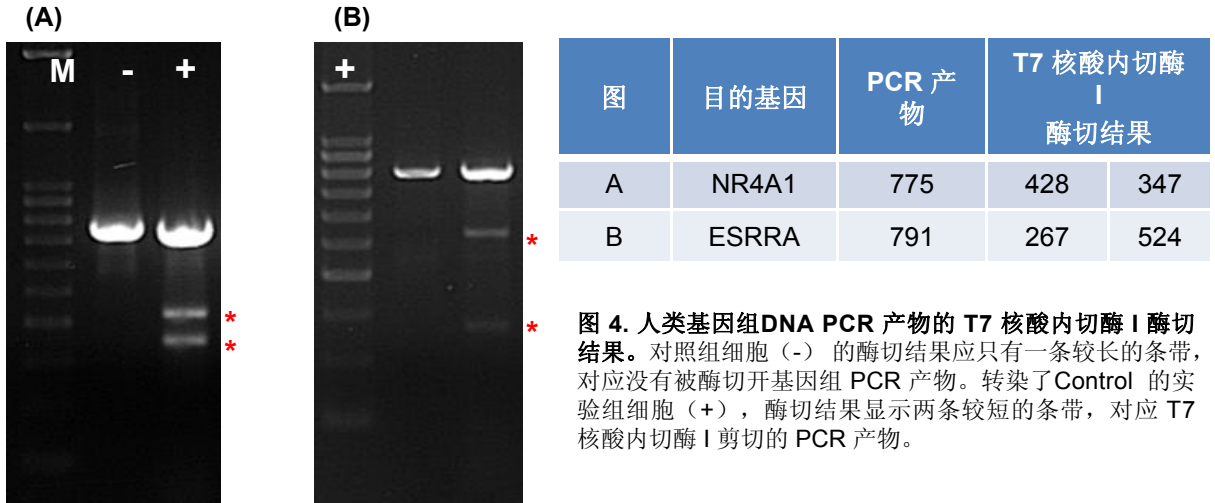 (A)
(B)
M - +
+
*
*
*
*
图 目的基因 PCR 产物 T7 核酸内切酶 I 酶切结果
A NR4A1 775 428 347
B ESRRA 791 267 524
图 4. 人类基因组DNA PCR 产物的 T7 核酸内切酶 I 酶切
结果。对照组细胞（-） 的酶切结果应只有一条较长的条带，
对应没有被酶切开基因组 PCR 产物。转染了Control 的实
验组细胞（+），酶切结果显示两条较短的条带，对应 T7
核酸内切酶 I 剪切的 PCR 产物。